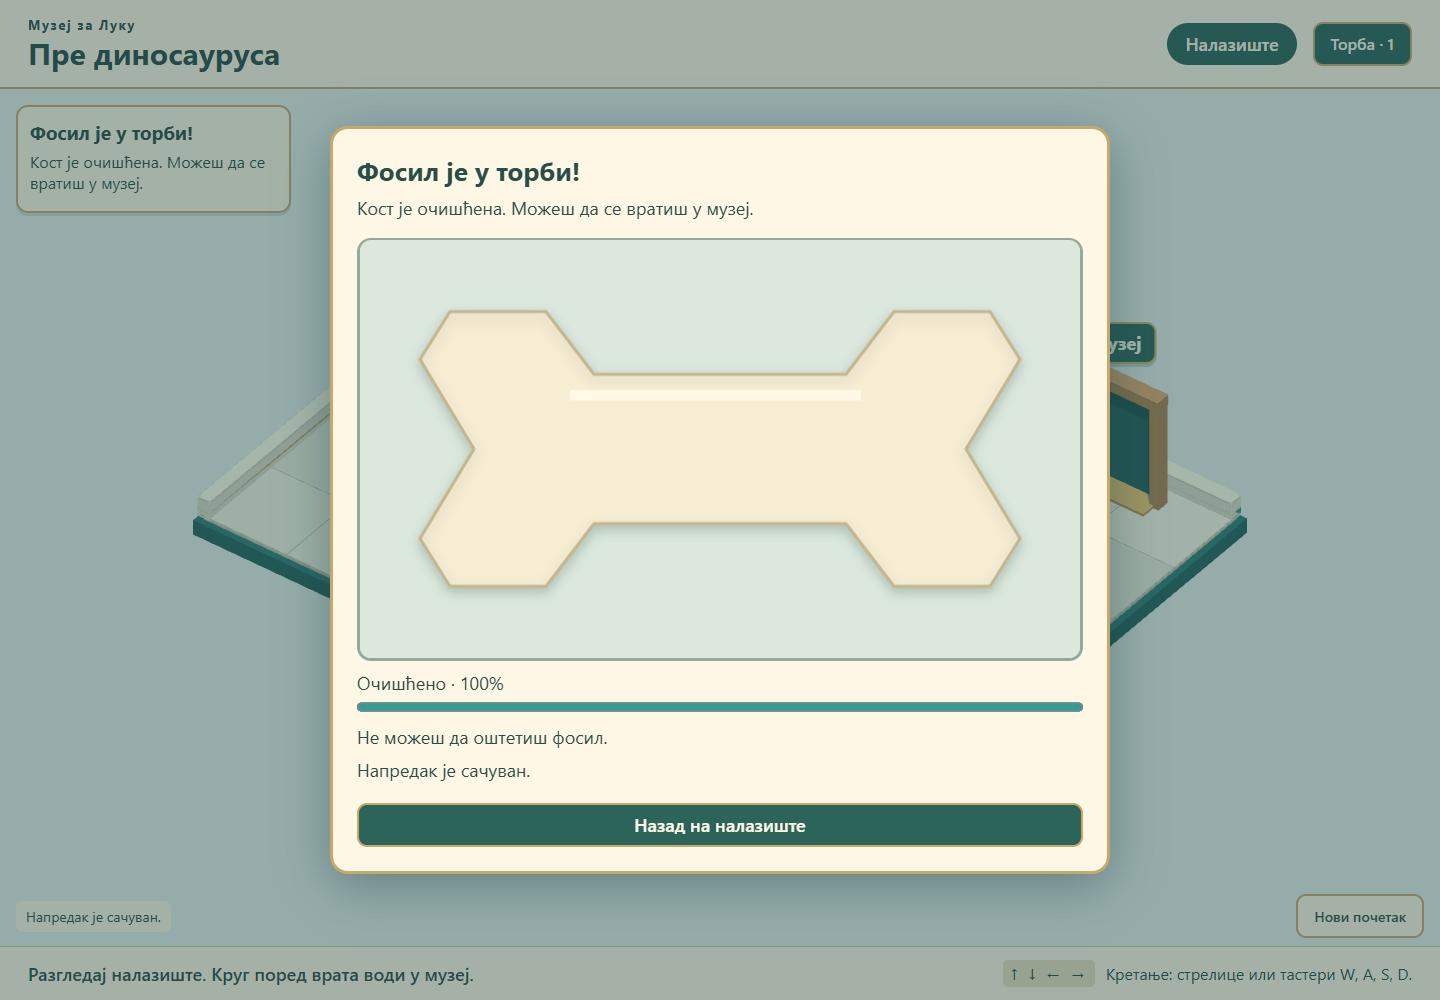 Музеј за Луку
Пре диносауруса
Налазиште
Торба · 1
Фосил је у торби!
Кост је очишћена. Можеш да се
вратиш у музеј.
Фосил је у торби!
Кост је очишћена. Можеш да се вратиш у музеј.
Очишћено · 100%
Не можеш да оштетиш фосил.
Напредак је сачуван.
Назад на налазиште
Напредак је сачуван.
Нови почетак
Разгледај налазиште. Круг поред врата води у музеј.
↑ ↓ ← → Кретање: стрелице или тастери W, A, S, D.